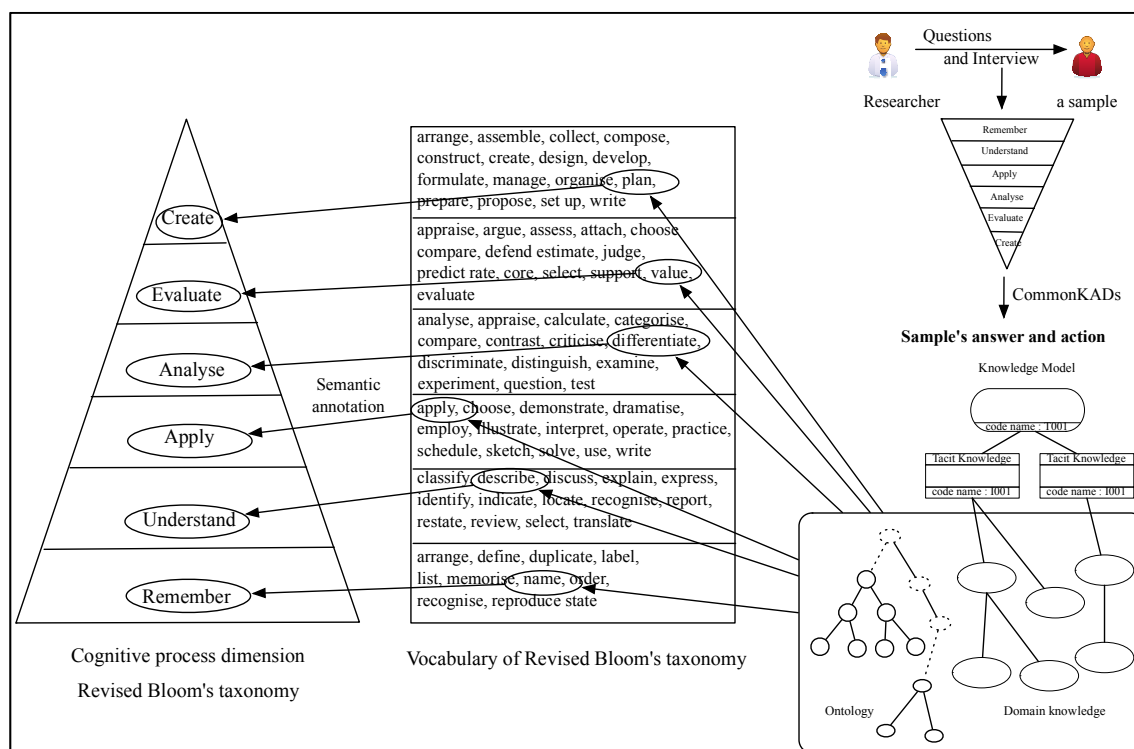 Create
Evaluate
Analyse
Apply
Understand
Remember
Cognitive process dimension
Revised Bloom's taxonomy
Semantic
annotation
arrange, assemble, collect, compose,
construct, create, design, develop,
formulate, manage, organise, plan,
prepare, propose, set up, write
appraise, argue, assess, attach, choose
compare, defend estimate, judge,
predict rate, core, select, support, value,
evaluate
analyse, appraise, calculate, categorise,
compare, contrast, criticise, differentiate,
discriminate, distinguish, examine,
experiment, question, test
apply, choose, demonstrate, dramatise,
employ, illustrate, interpret, operate, practice,
schedule, sketch, solve, use, write
classify, describe, discuss, explain, express,
identify, indicate, locate, recognise, report,
restate, review, select, translate
arrange, define, duplicate, label,
list, memorise, name, order,
recognise, reproduce state
Vocabulary of Revised Bloom's taxonomy
Questions
and Interview
Researcher
a sample
Remember
Understand
Apply
Analyse
Evaluate
Create
CommonKADs
Sample's answer and action
Knowledge Model
code name : T001
Tacit Knowledge
code name : I001
Tacit Knowledge
code name : I001
Ontology
Domain knowledge